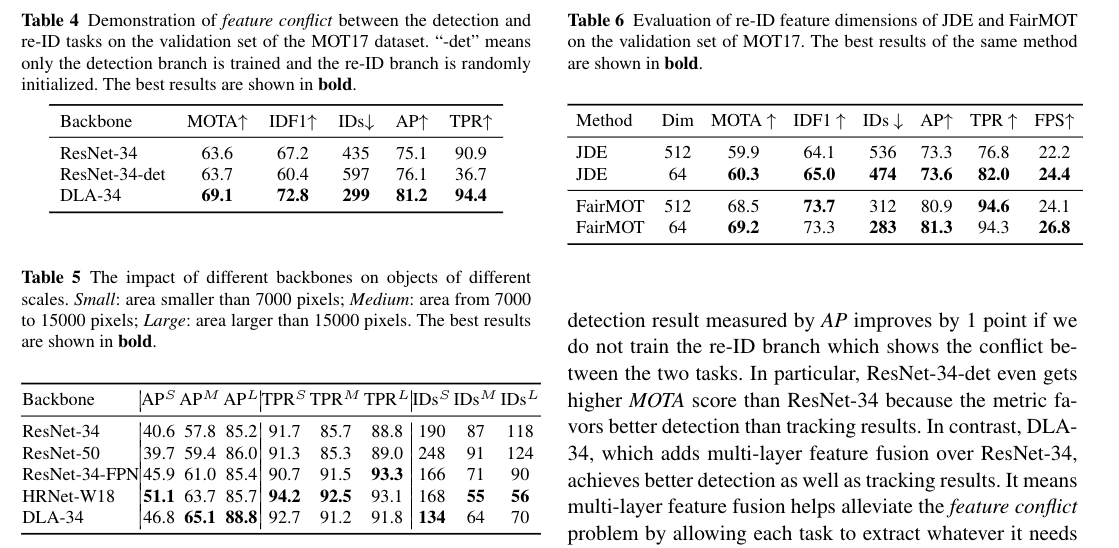 Table 4 Demonstration of feature conflict between the detection and
re-ID tasks on the validation set of the MOT17 dataset. “-det” means
only the detection branch is trained and the re-ID branch is randomly
initialized. The best results are shown in bold.
Backbone MOTA↑ IDF1↑ IDs↓ AP↑ TPR↑
ResNet-34 63.6 67.2 435 75.1 90.9
ResNet-34-det 63.7 60.4 597 76.1 36.7
DLA-34 69.1 72.8 299 81.2 94.4
Table 5 The impact of different backbones on objects of different
scales. Small: area smaller than 7000 pixels; Medium: area from 7000
to 15000 pixels; Large: area larger than 15000 pixels. The best results
are shown in bold.
Backbone AP^S AP^M AP^L TPR^S TPR^M TPR^L IDs^S IDs^M IDs^L
ResNet-34 40.6 57.8 85.2 91.7 85.7 88.8 190 87 118
ResNet-50 39.7 59.4 86.0 91.3 85.3 89.0 248 91 124
ResNet-34-FPN 45.9 61.0 85.4 90.7 91.5 93.3 166 71 90
HRNet-W18 51.1 63.7 85.7 94.2 92.5 93.1 168 55 56
DLA-34 46.8 65.1 88.8 92.7 91.2 91.8 134 64 70
Table 6 Evaluation of re-ID feature dimensions of JDE and FairMOT
on the validation set of MOT17. The best results of the same method
are shown in bold.
Method Dim MOTA ↑ IDF1 ↑ IDs ↓ AP↑ TPR ↑ FPS↑
JDE 512 59.9 64.1 536 73.3 76.8 22.2
JDE 64 60.3 65.0 474 73.6 82.0 24.4
FairMOT 512 68.5 73.7 312 80.9 94.6 24.1
FairMOT 64 69.2 73.3 283 81.3 94.3 26.8
detection result measured by AP improves by 1 point if we
do not train the re-ID branch which shows the conflict be-
tween the two tasks. In particular, ResNet-34-det even gets
higher MOTA score than ResNet-34 because the metric fa-
vors better detection than tracking results. In contrast, DLA-
34, which adds multi-layer feature fusion over ResNet-34,
achieves better detection as well as tracking results. It means
multi-layer feature fusion helps alleviate the feature conflict
problem by allowing each task to extract whatever it needs